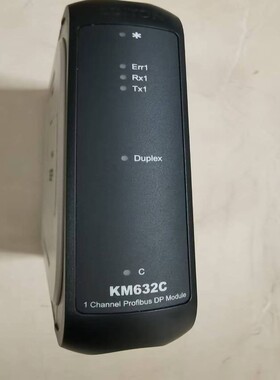 ✱
Err1
Rx1
Tx1
Duplex
C
KM632C
1 Channel Profibus DP Module